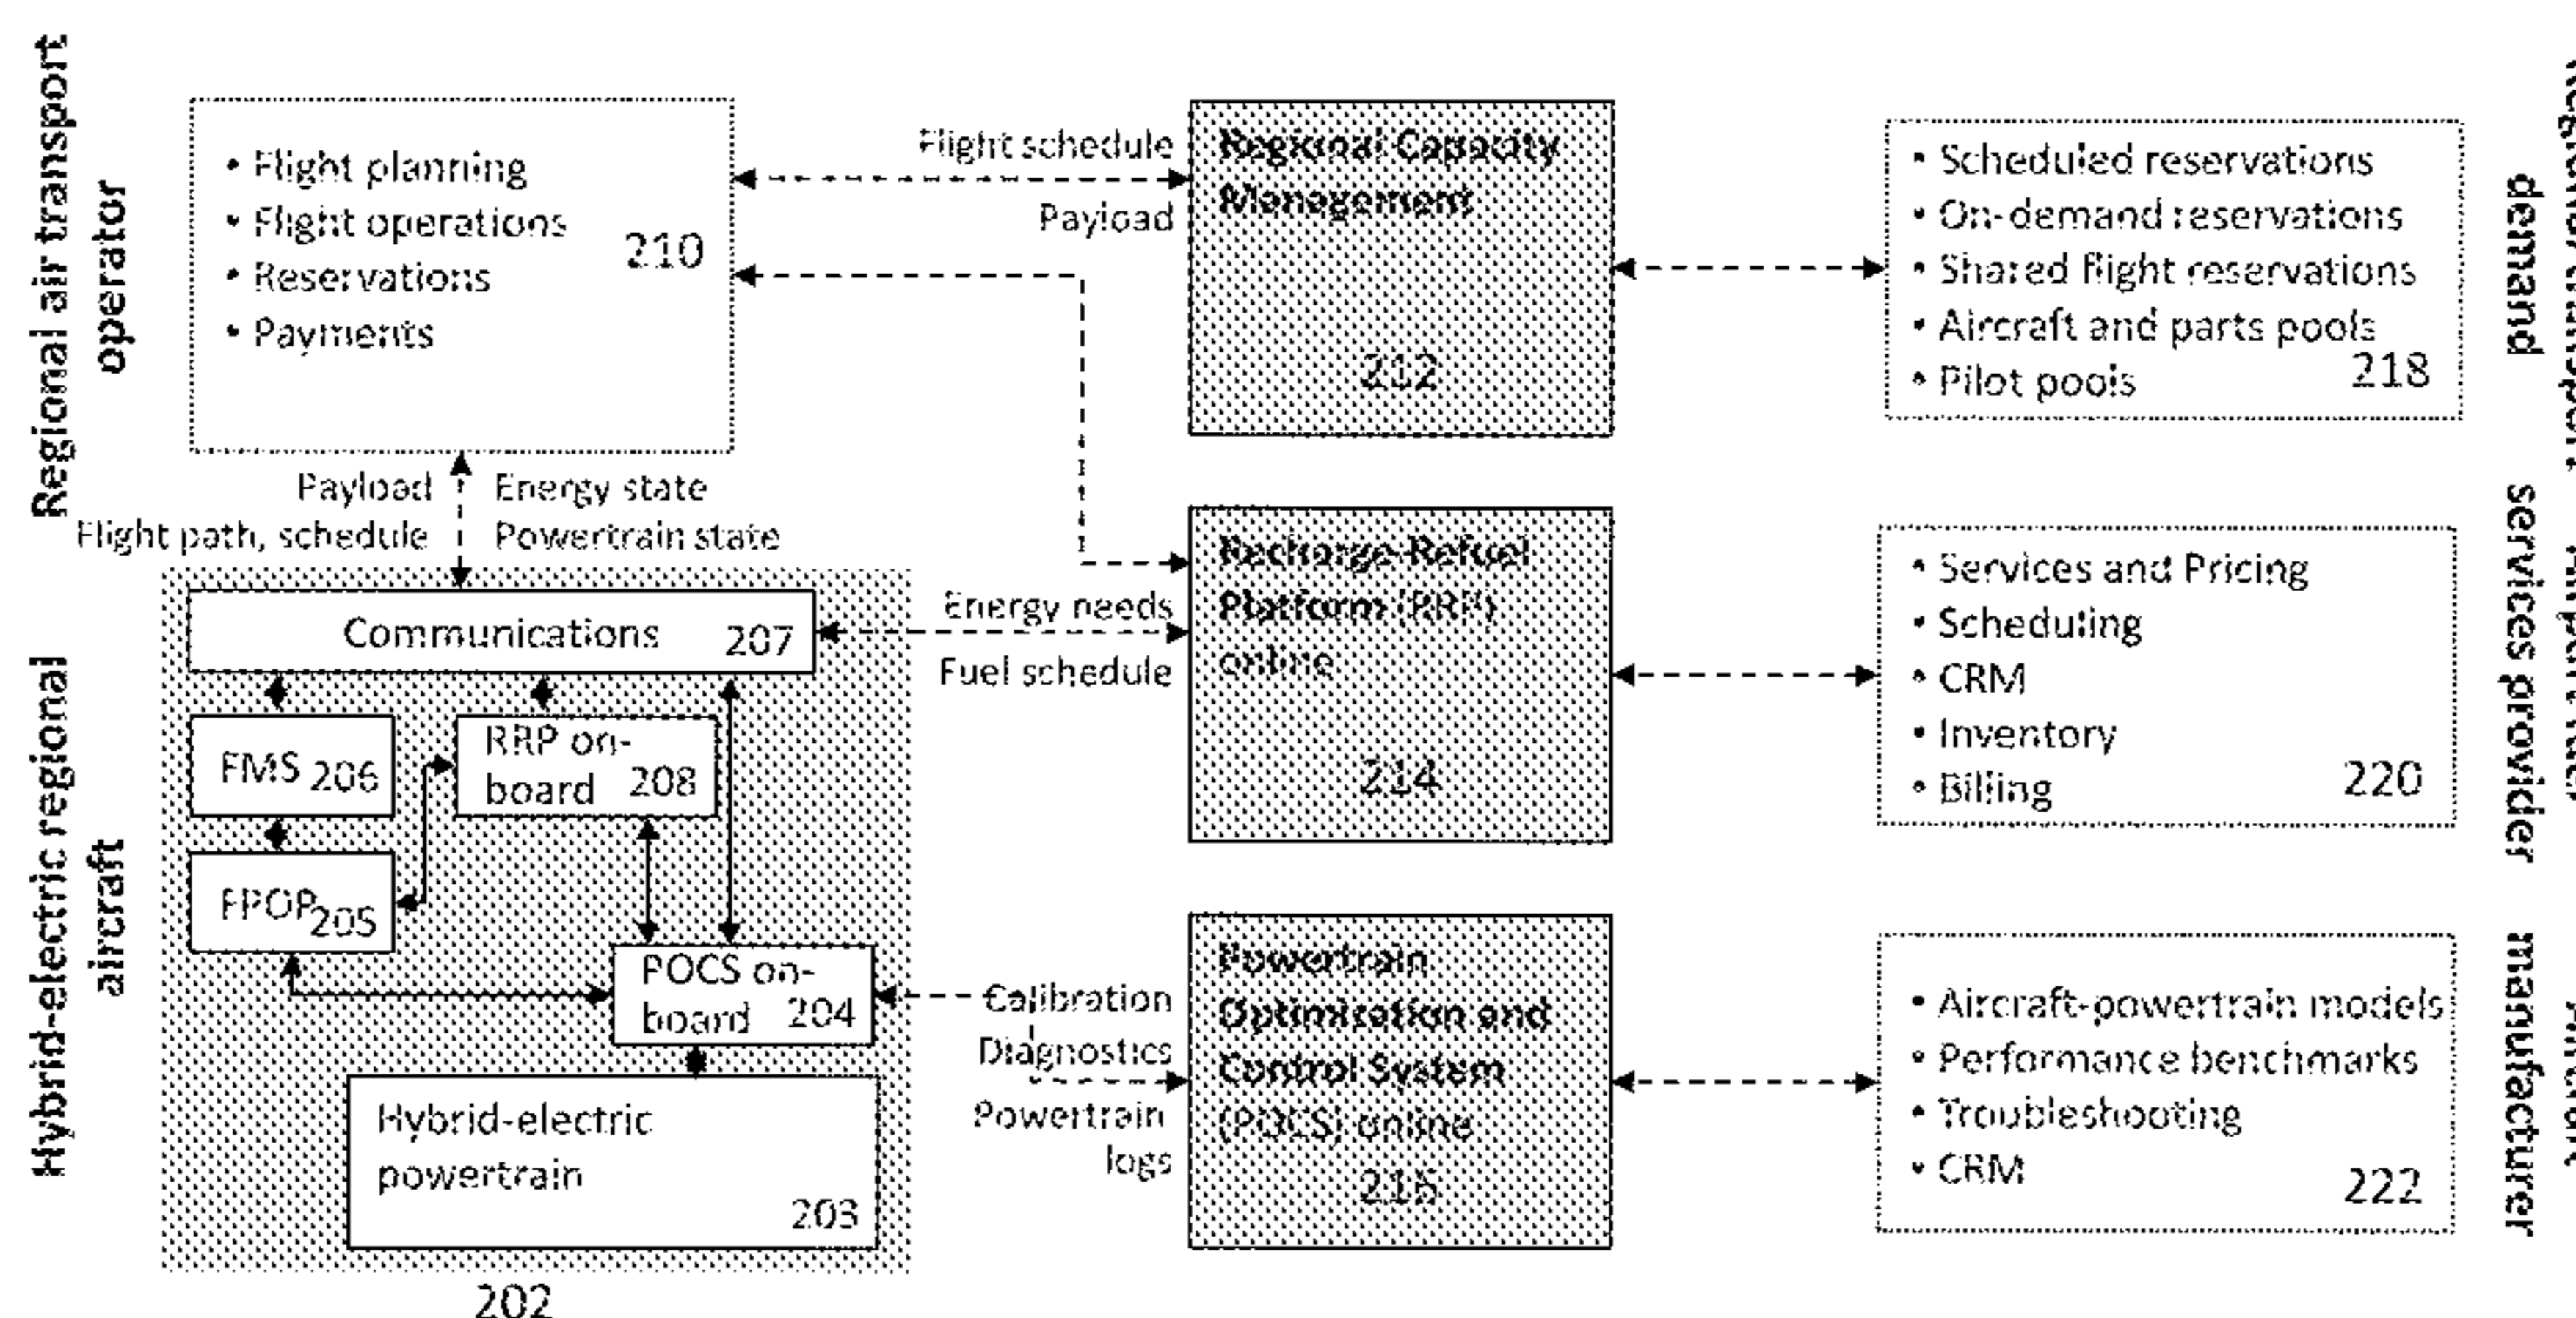 Regional air transport
operator
• Flight planning
• Flight operations
• Reservations
• Payments
210
Flight schedule
Payload
Regional Capacity
Management
212
• Scheduled reservations
• On-demand reservations
• Shared flight reservations
• Aircraft and parts pools
• Pilot pools
218
demand
Payload
Flight path, schedule
Energy state
Powertrain state
Hybrid-electric regional
aircraft
Communications 207
FMS 206
RRP on-
board 208
FPOP 205
POCS on-
board 204
Hybrid-electric
powertrain
203
202
Energy needs
Fuel schedule
Recharge-Refuel
Platform (RRP)
online
214
• Services and Pricing
• Scheduling
• CRM
• Inventory
• Billing
220
services provider
Calibration
Diagnostics
Powertrain
logs
Powertrain
Optimization and
Control System
(POCS) online
216
• Aircraft-powertrain models
• Performance benchmarks
• Troubleshooting
• CRM
222
manufacturer